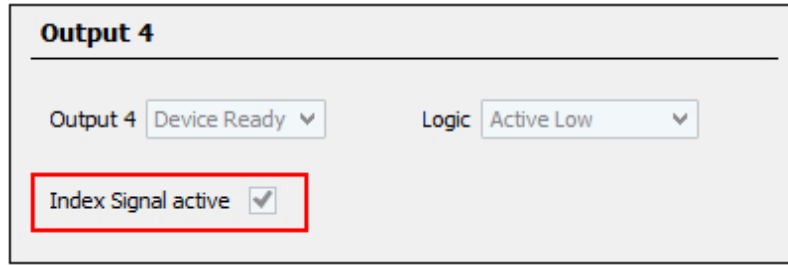 Output 4
Output 4 Device Ready Logic Active Low
Index Signal active